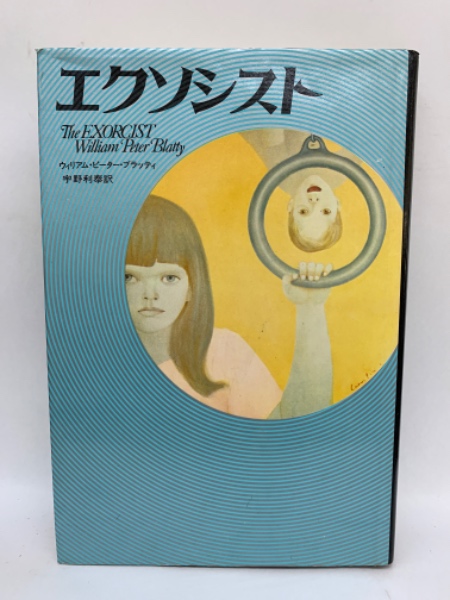 エクソシスト
The EXORCIST
William Peter Blatty
ウィリアム・ピーター・ブラッティ
宇野利泰訳